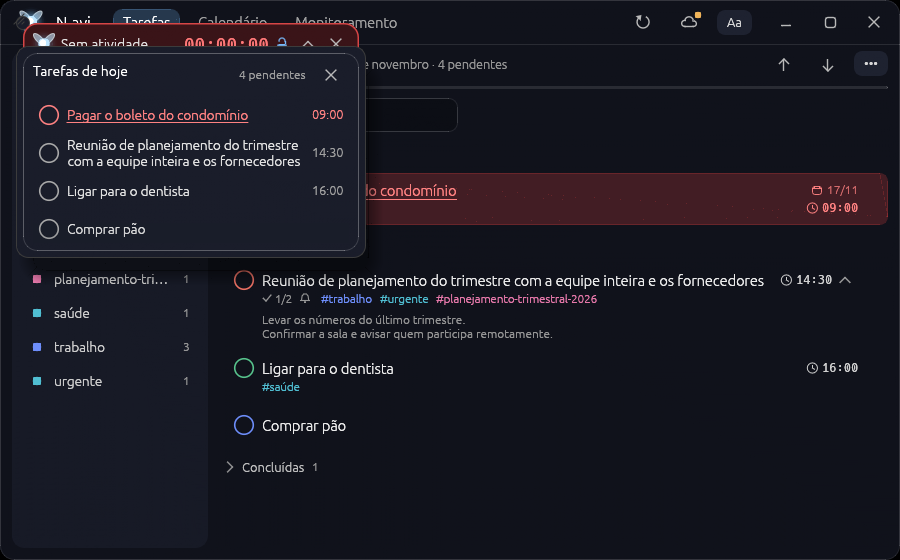 Navi Tarefas Calendário Monitoramento Aa
Sem atividade 00:00:00
e novembro · 4 pendentes
Tarefas de hoje 4 pendentes
Pagar o boleto do condomínio 09:00
Reunião de planejamento do trimestre
com a equipe inteira e os fornecedores 14:30
Ligar para o dentista 16:00
Comprar pão
do condomínio 17/11
09:00
planejamento-tri... 1
saúde 1
trabalho 3
urgente 1
Reunião de planejamento do trimestre com a equipe inteira e os fornecedores 14:30
1/2 #trabalho #urgente #planejamento-trimestral-2026
Levar os números do último trimestre.
Confirmar a sala e avisar quem participa remotamente.
Ligar para o dentista 16:00
#saúde
Comprar pão
Concluídas 1